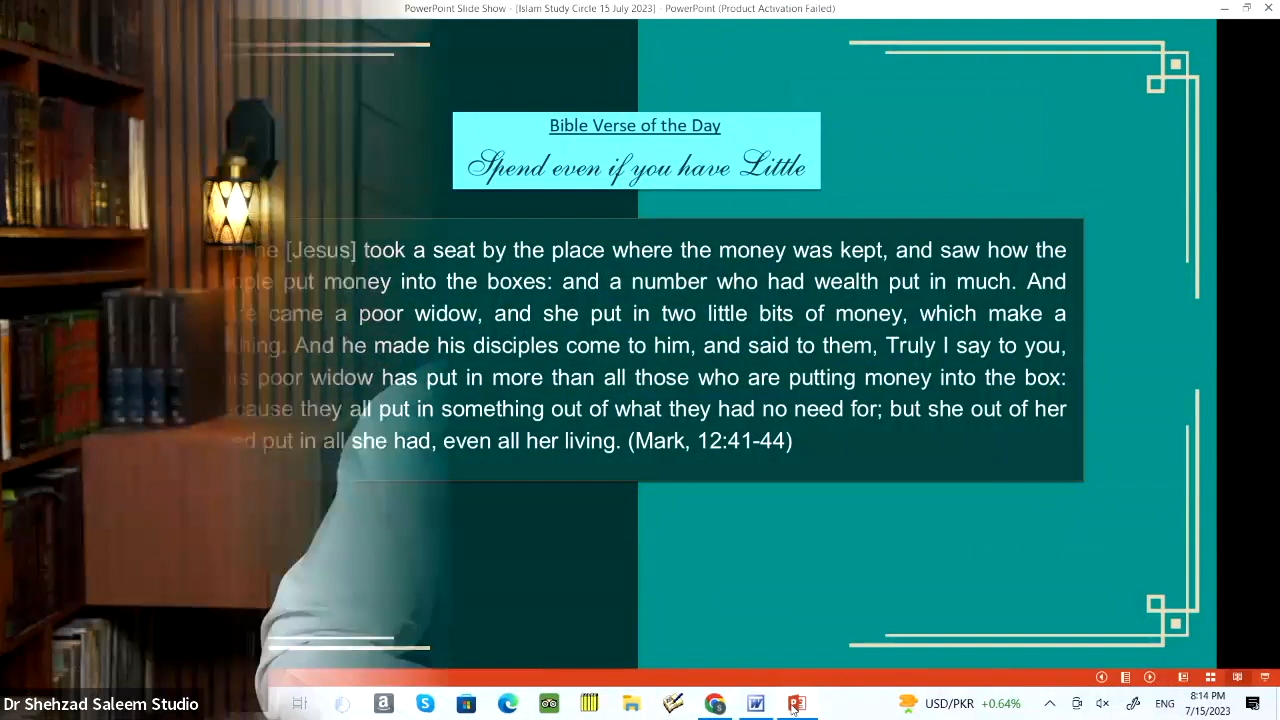 PowerPoint Slide Show - [Islam Study Circle 15 July 2023] - PowerPoint (Product Activation Failed)
Bible Verse of the Day
Spend even if you have Little
he [Jesus] took a seat by the place where the money was kept, and saw how the
put money into the boxes: and a number who had wealth put in much. And
came a poor widow, and she put in two little bits of money, which make a
And he made his disciples come to him, and said to them, Truly I say to you,
poor widow has put in more than all those who are putting money into the box:
they all put in something out of what they had no need for; but she out of her
put in all she had, even all her living. (Mark, 12:41-44)
Dr Shehzad Saleem Studio
USD/PKR +0.64%
ENG
8:14 PM
7/15/2023